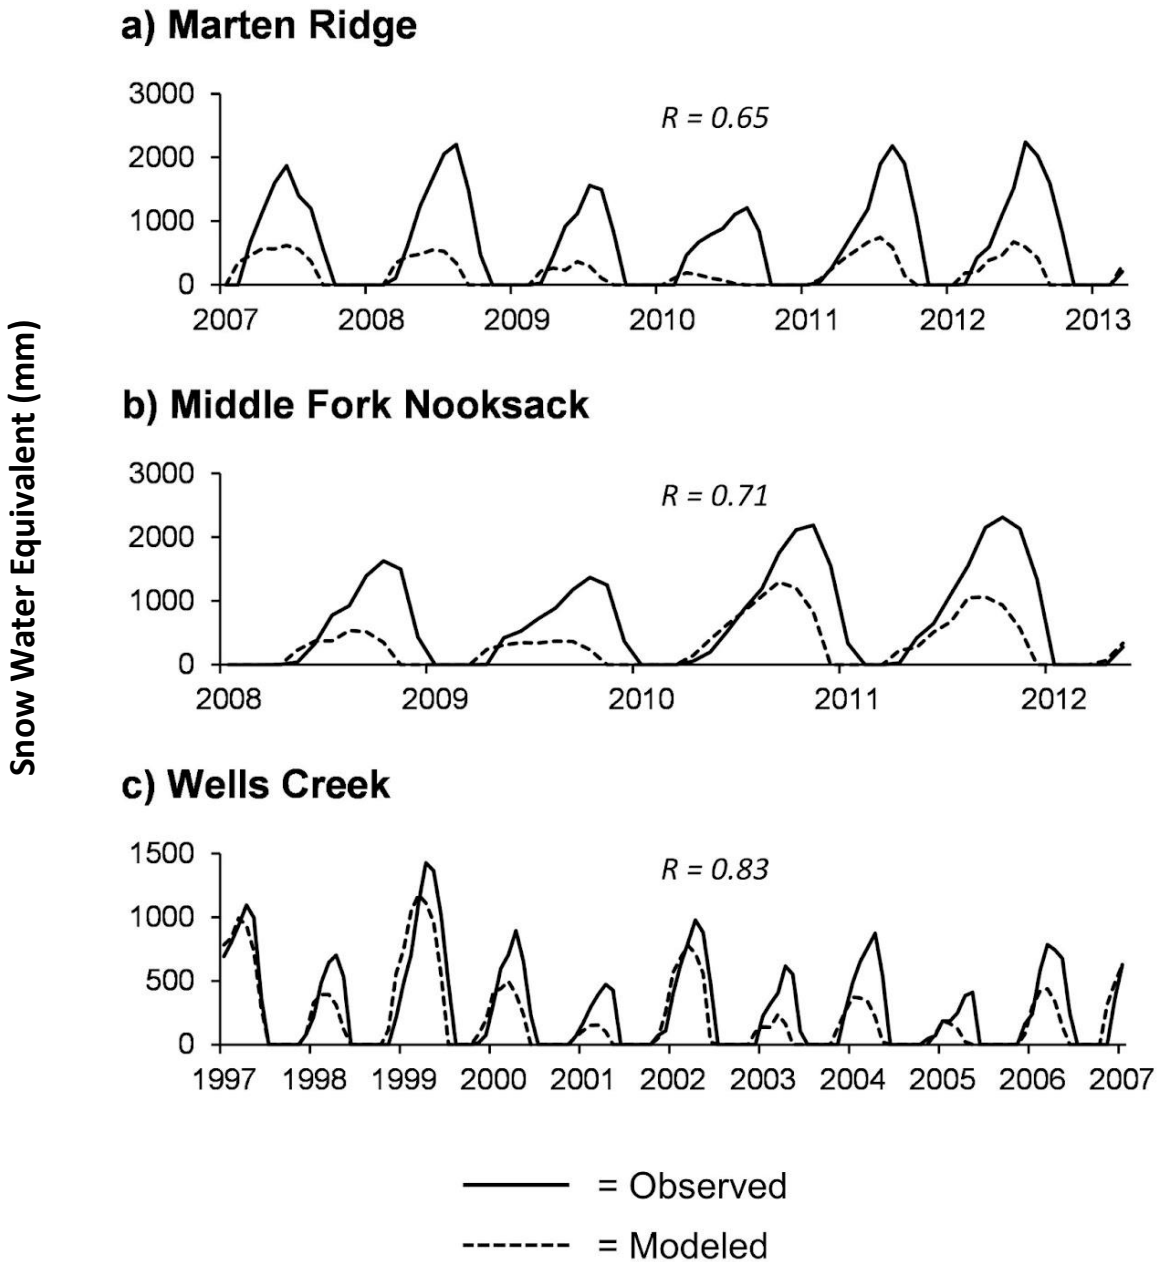 a) Marten Ridge
3000
R = 0.65
2000
1000
0
2007 2008 2009 2010 2011 2012 2013
Snow Water Equivalent (mm)
b) Middle Fork Nooksack
3000
R = 0.71
2000
1000
0
2008 2009 2010 2011 2012
c) Wells Creek
1500
R = 0.83
1000
500
0
1997 1998 1999 2000 2001 2002 2003 2004 2005 2006 2007
= Observed
= Modeled